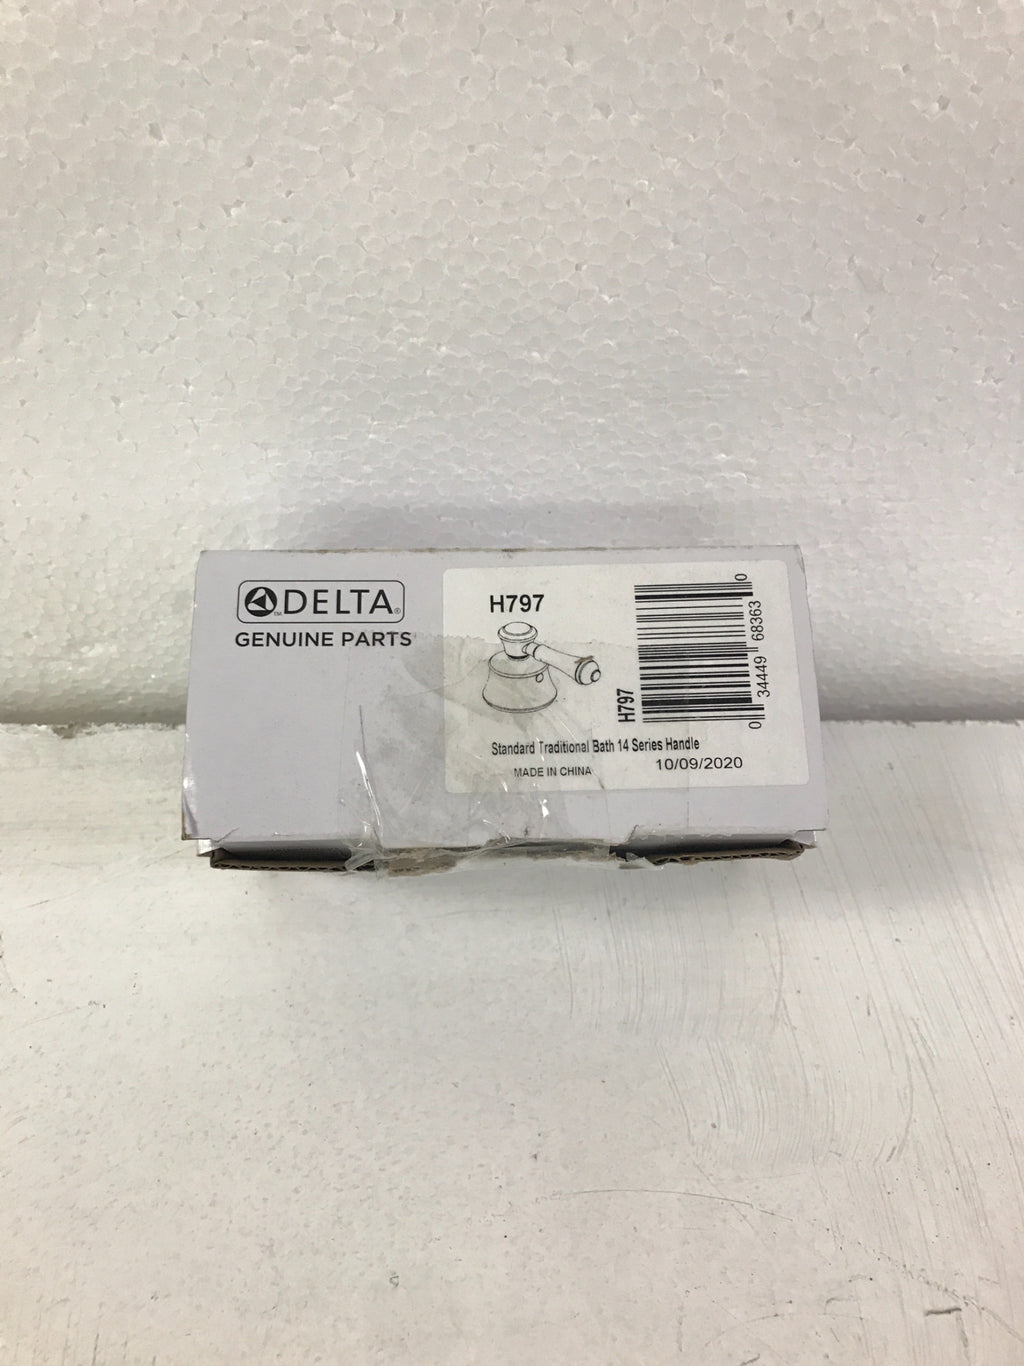 DELTA
GENUINE PARTS
H797
H797
0 34449 68363 0
Standard Traditional Bath 14 Series Handle
MADE IN CHINA
10/09/2020